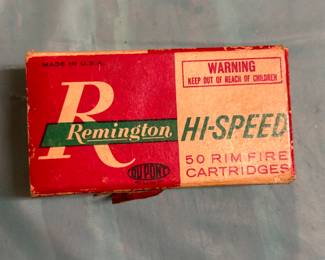 MADE IN U.S.A.
WARNING
KEEP OUT OF REACH OF CHILDREN
R
Remington
HI-SPEED
50 RIM FIRE
CARTRIDGES
DU PONT